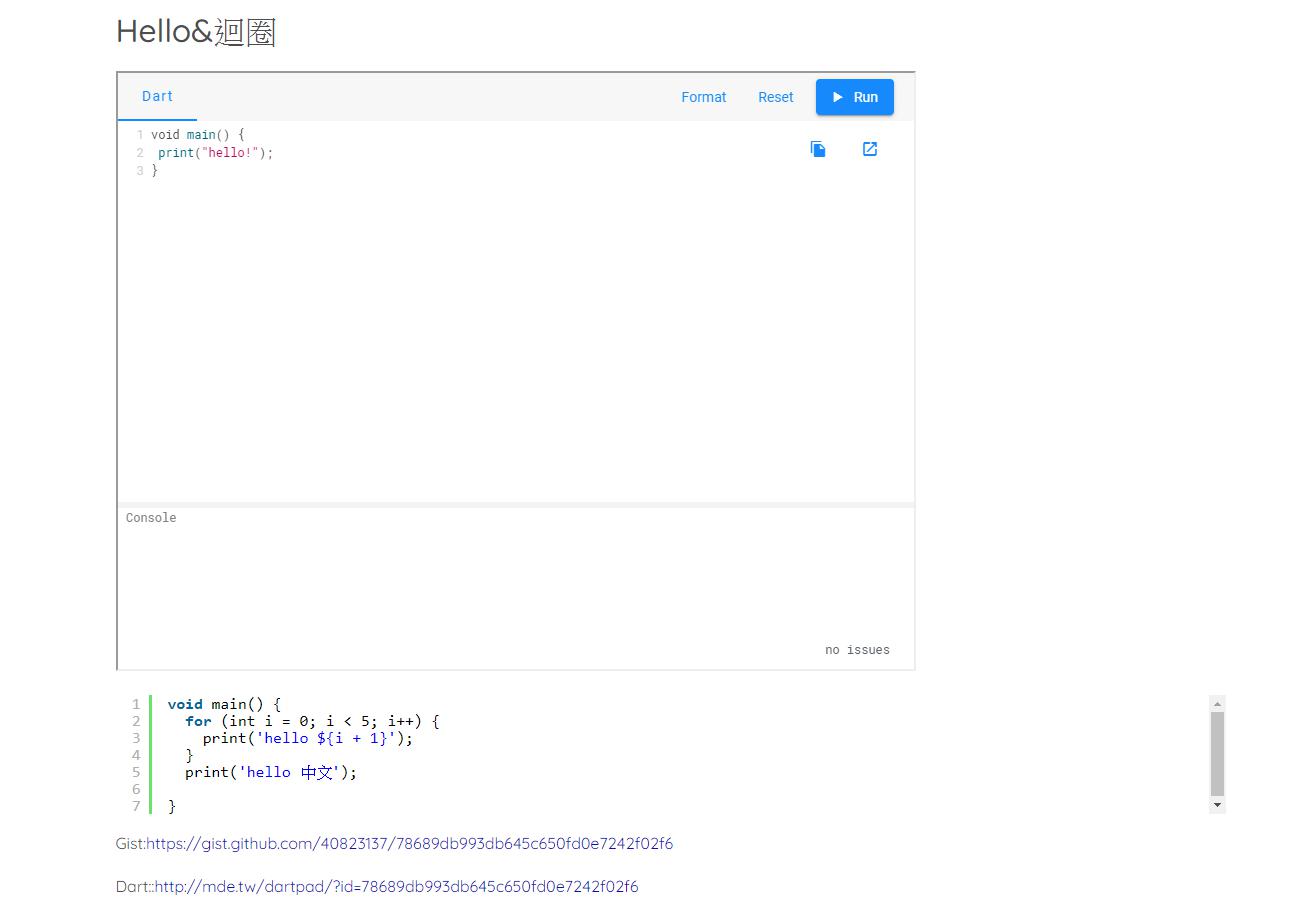 Hello&迴圈
Dart Format Reset Run
1 void main() {
2  print("hello!");
3 }
Console
no issues
1 void main() {
2   for (int i = 0; i < 5; i++) {
3     print('hello ${i + 1}');
4   }
5   print('hello 中文');
6
7 }
Gist:https://gist.github.com/40823137/78689db993db645c650fd0e7242f02f6
Dart::http://mde.tw/dartpad/?id=78689db993db645c650fd0e7242f02f6